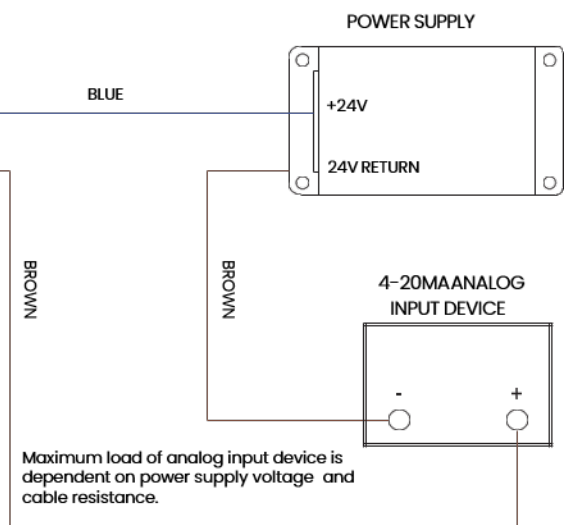 POWER SUPPLY
BLUE
+24V
24V RETURN
BROWN
BROWN
4-20MAANALOG
INPUT DEVICE
- +
Maximum load of analog input device is
dependent on power supply voltage and
cable resistance.